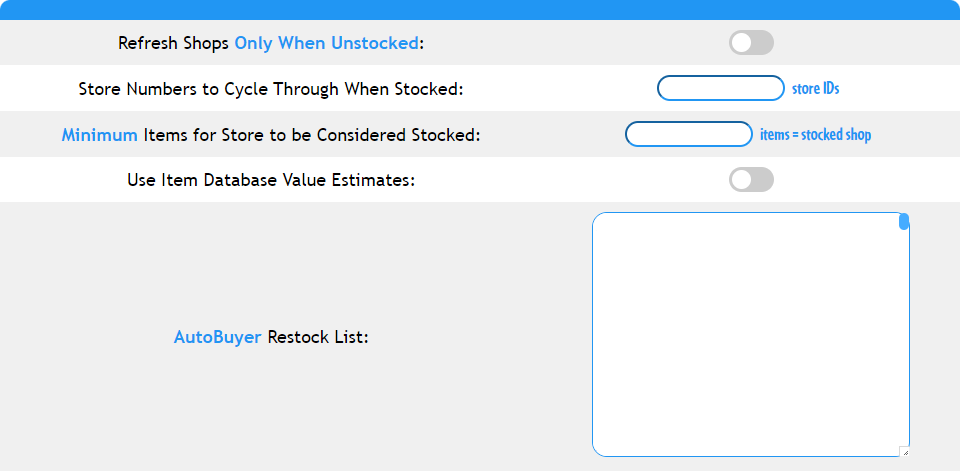 Refresh Shops Only When Unstocked:
Store Numbers to Cycle Through When Stocked:
store IDs
Minimum Items for Store to be Considered Stocked:
items = stocked shop
Use Item Database Value Estimates:
AutoBuyer Restock List: